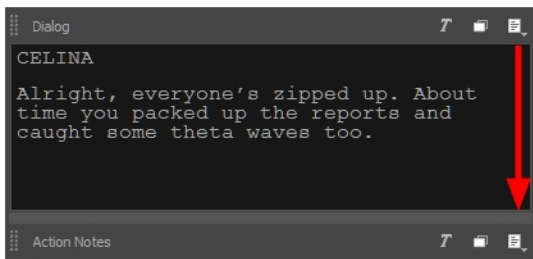 Dialog T
CELINA
Alright, everyone's zipped up. About
time you packed up the reports and
caught some theta waves too.
Action Notes T